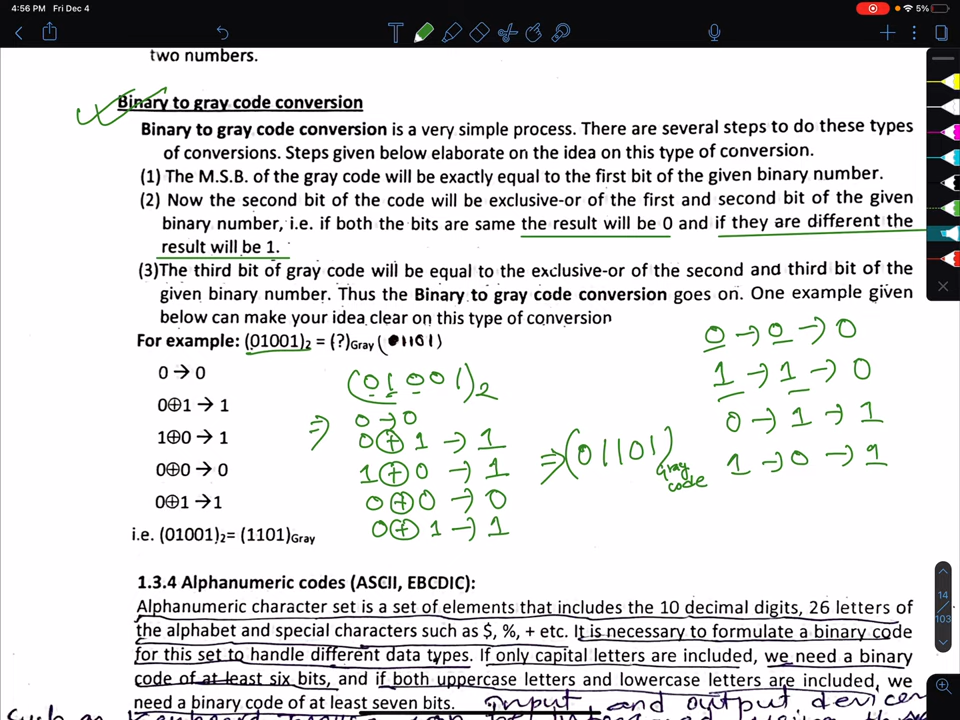 4:56 PM Fri Dec 4
5%
two numbers.
Binary to gray code conversion
Binary to gray code conversion is a very simple process. There are several steps to do these types
of conversions. Steps given below elaborate on the idea on this type of conversion.
(1) The M.S.B. of the gray code will be exactly equal to the first bit of the given binary number.
(2) Now the second bit of the code will be exclusive-or of the first and second bit of the given
binary number, i.e. if both the bits are same the result will be 0 and if they are different the
result will be 1.
(3)The third bit of gray code will be equal to the exclusive-or of the second and third bit of the
given binary number. Thus the Binary to gray code conversion goes on. One example given
below can make your idea clear on this type of conversion
For example: (01001)2 = (?)Gray (01101)
0 → 0
0⊕1 → 1
1⊕0 → 1
0⊕0 → 0
0⊕1 →1
i.e. (01001)2= (1101)Gray
(01001)2
⇒ 0 → 0
0 ⊕ 1 → 1
1 ⊕ 0 → 1
0 ⊕ 0 → 0
0 ⊕ 1 → 1
⇒ (01101) Gray code
0 → 0 → 0
1 → 1 → 0
0 → 1 → 1
1 → 0 → 1
1.3.4 Alphanumeric codes (ASCII, EBCDIC):
Alphanumeric character set is a set of elements that includes the 10 decimal digits, 26 letters of
the alphabet and special characters such as $, %, + etc. It is necessary to formulate a binary code
for this set to handle different data types. If only capital letters are included, we need a binary
code of at least six bits, and if both uppercase letters and lowercase letters are included, we
need a binary code of at least seven bits.
input and output devices
such as
14
103